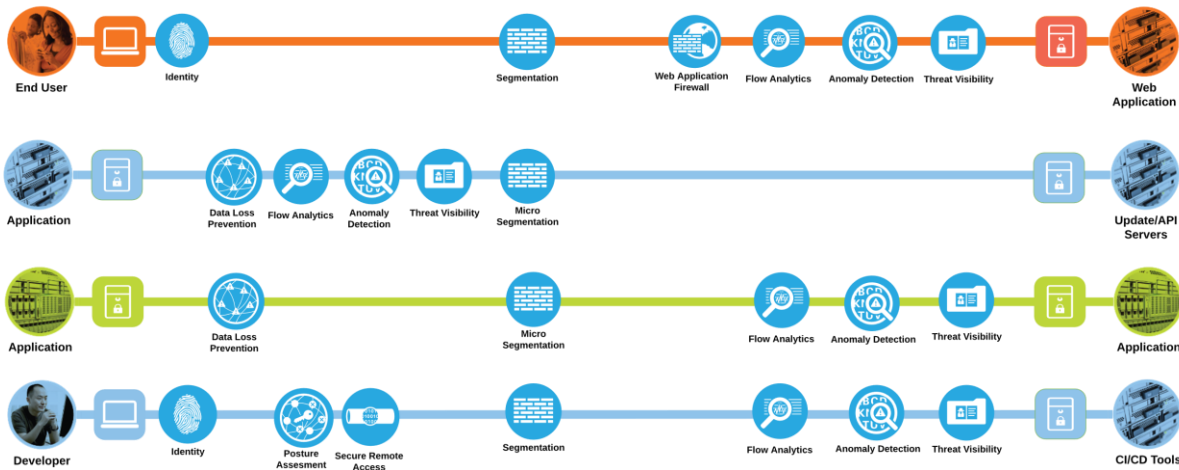 Identity
Segmentation
Web Application
Firewall
Flow Analytics
Anomaly Detection
Threat Visibility
End User
Web
Application
Data Loss
Prevention
Flow Analytics
Anomaly
Detection
Threat Visibility
Micro
Segmentation
Application
Update/API
Servers
Data Loss
Prevention
Micro
Segmentation
Flow Analytics
Anomaly Detection
Threat Visibility
Application
Application
Identity
Posture
Assesment
Secure Remote
Access
Segmentation
Flow Analytics
Anomaly Detection
Threat Visibility
Developer
CI/CD Tools